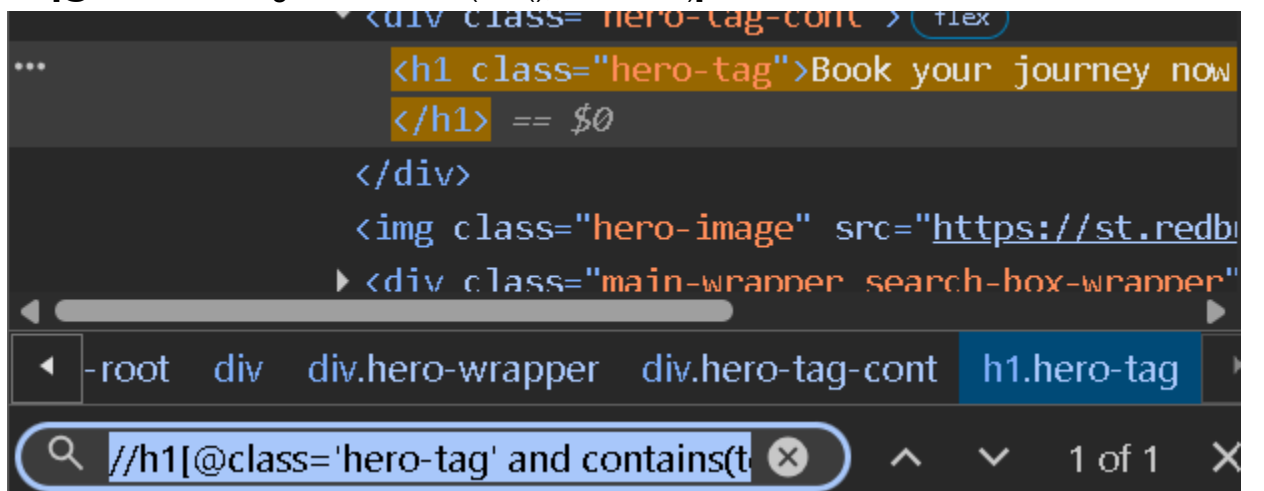 <div class="hero-tag-cont"> flex
<h1 class="hero-tag">Book your journey now
</h1> == $0
</div>
<img class="hero-image" src="https://st.redb
<div class="main-wrapper search-box-wrapper"
-root div div.hero-wrapper div.hero-tag-cont h1.hero-tag
//h1[@class='hero-tag' and contains(t 1 of 1